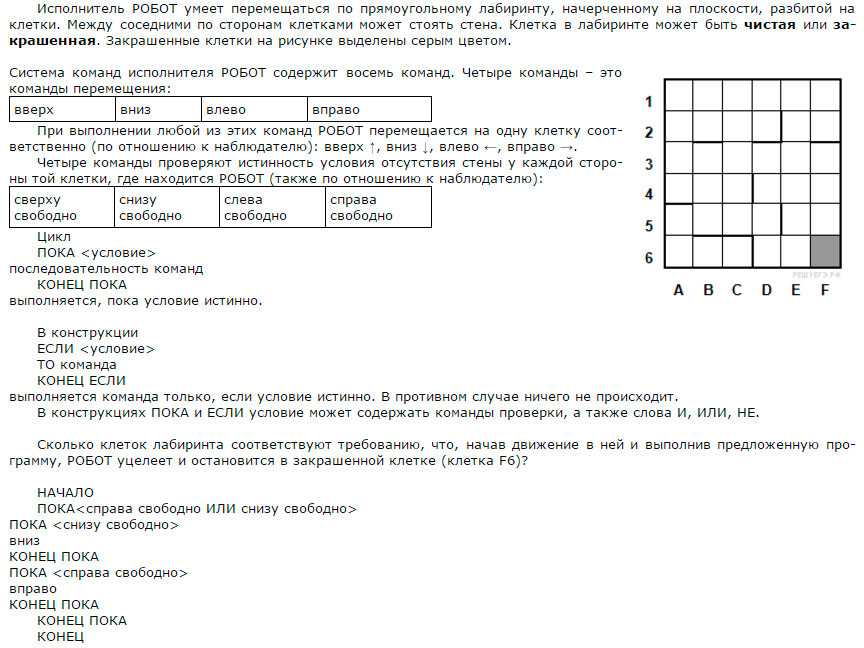 Исполнитель РОБОТ умеет перемещаться по прямоугольному лабиринту, начерченному на плоскости, разбитой на
клетки. Между соседними по сторонам клетками может стоять стена. Клетка в лабиринте может быть чистая или за-
крашенная. Закрашенные клетки на рисунке выделены серым цветом.
Система команд исполнителя РОБОТ содержит восемь команд. Четыре команды – это
команды перемещения:
вверх вниз влево вправо
При выполнении любой из этих команд РОБОТ перемещается на одну клетку соот-
ветственно (по отношению к наблюдателю): вверх ↑, вниз ↓, влево ←, вправо →.
Четыре команды проверяют истинность условия отсутствия стены у каждой сторо-
ны той клетки, где находится РОБОТ (также по отношению к наблюдателю):
сверху снизу слева справа
свободно свободно свободно свободно
Цикл
ПОКА <условие>
последовательность команд
КОНЕЦ ПОКА
выполняется, пока условие истинно.
В конструкции
ЕСЛИ <условие>
ТО команда
КОНЕЦ ЕСЛИ
выполняется команда только, если условие истинно. В противном случае ничего не происходит.
В конструкциях ПОКА и ЕСЛИ условие может содержать команды проверки, а также слова И, ИЛИ, НЕ.
Сколько клеток лабиринта соответствуют требованию, что, начав движение в ней и выполнив предложенную про-
грамму, РОБОТ уцелеет и остановится в закрашенной клетке (клетка F6)?
НАЧАЛО
ПОКА<справа свободно ИЛИ снизу свободно>
ПОКА <снизу свободно>
вниз
КОНЕЦ ПОКА
ПОКА <справа свободно>
вправо
КОНЕЦ ПОКА
КОНЕЦ ПОКА
КОНЕЦ
1
2
3
4
5
6
РЕШУЕГЭ.РФ
A B C D E F